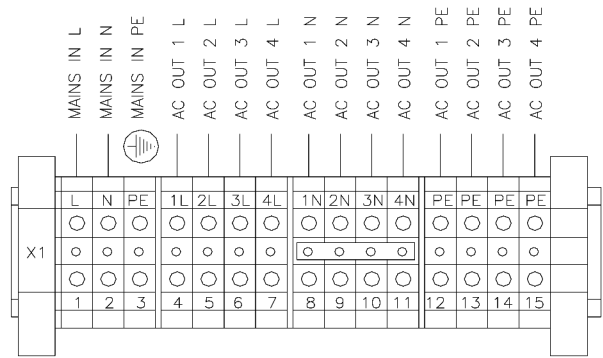 MAINS IN L
MAINS IN N
MAINS IN PE
AC OUT 1 L
AC OUT 2 L
AC OUT 3 L
AC OUT 4 L
AC OUT 1 N
AC OUT 2 N
AC OUT 3 N
AC OUT 4 N
AC OUT 1 PE
AC OUT 2 PE
AC OUT 3 PE
AC OUT 4 PE
L N PE 1L 2L 3L 4L 1N 2N 3N 4N PE PE PE PE
X1
1 2 3 4 5 6 7 8 9 10 11 12 13 14 15